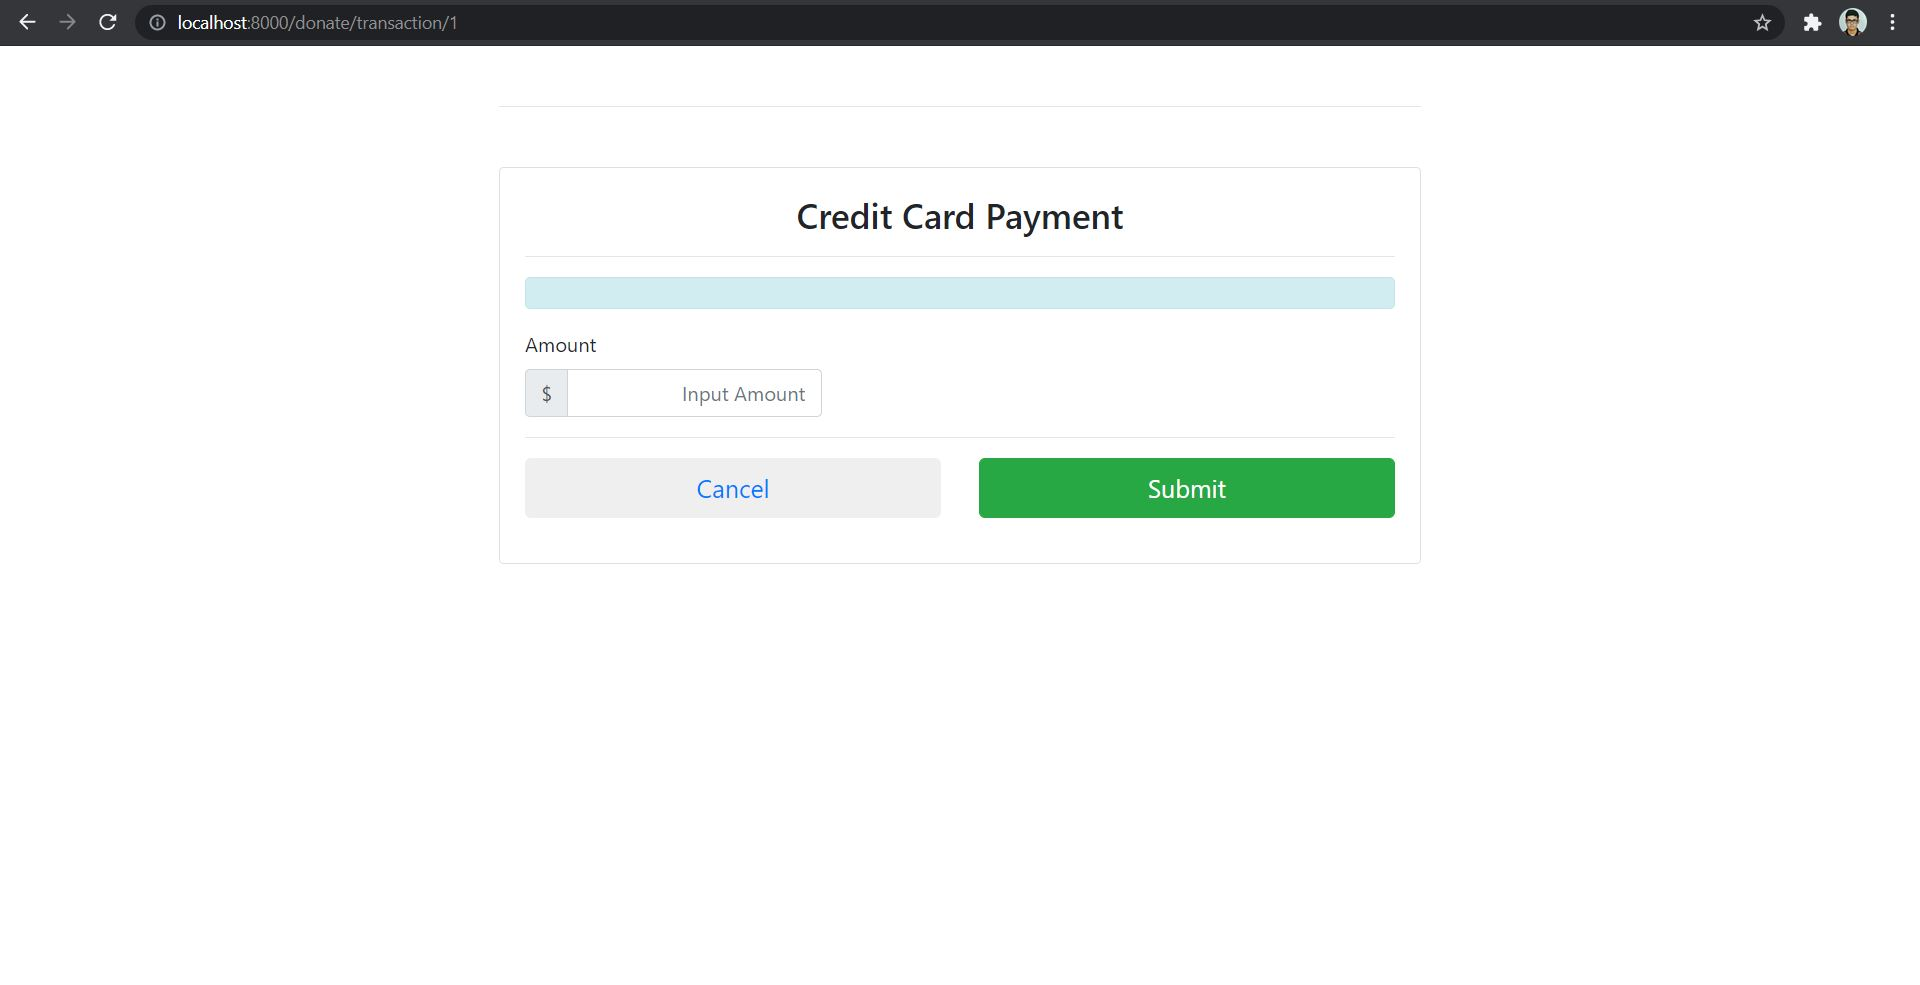 localhost:8000/donate/transaction/1
Credit Card Payment
Amount
$ Input Amount
Cancel Submit